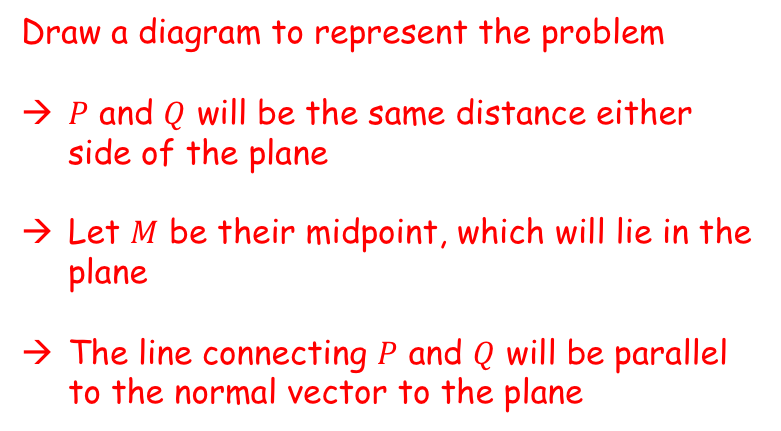 Draw a diagram to represent the problem
→ P and Q will be the same distance either
side of the plane
→ Let M be their midpoint, which will lie in the
plane
→ The line connecting P and Q will be parallel
to the normal vector to the plane